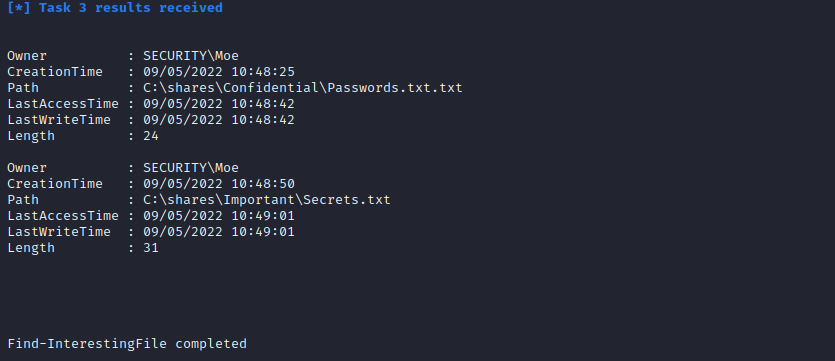 [*] Task 3 results received
Owner : SECURITY\Moe
CreationTime : 09/05/2022 10:48:25
Path : C:\shares\Confidential\Passwords.txt.txt
LastAccessTime : 09/05/2022 10:48:42
LastWriteTime : 09/05/2022 10:48:42
Length : 24
Owner : SECURITY\Moe
CreationTime : 09/05/2022 10:48:50
Path : C:\shares\Important\Secrets.txt
LastAccessTime : 09/05/2022 10:49:01
LastWriteTime : 09/05/2022 10:49:01
Length : 31
Find-InterestingFile completed